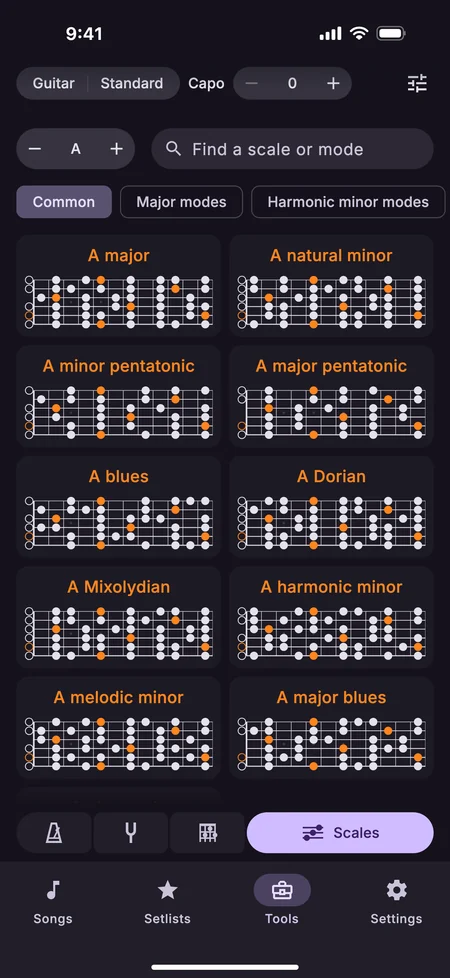 9:41
Guitar Standard Capo − 0 +
− A + Find a scale or mode
Common Major modes Harmonic minor modes
A major A natural minor
A minor pentatonic A major pentatonic
A blues A Dorian
A Mixolydian A harmonic minor
A melodic minor A major blues
Scales
Songs Setlists Tools Settings